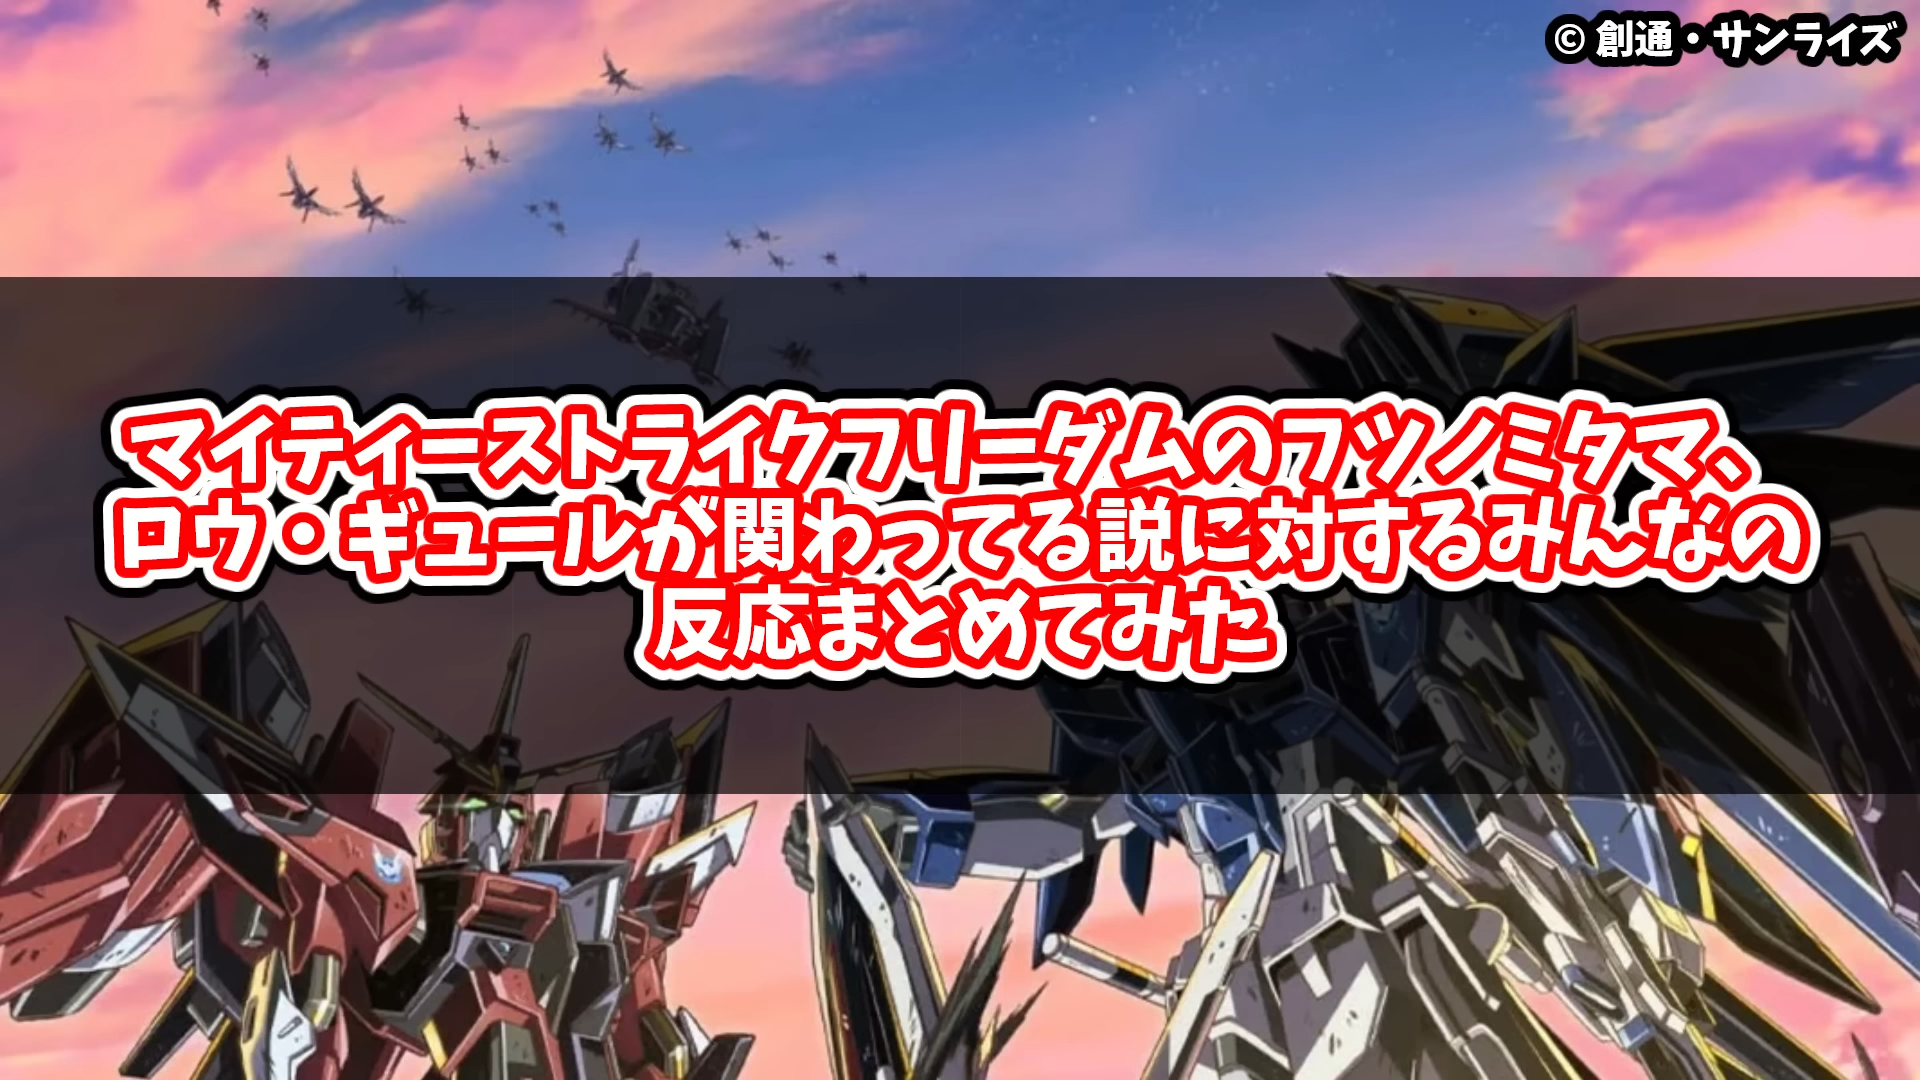 © 創通・サンライズ
マイティーストライクフリーダムのフツノミタマ、
ロウ・ギュールが関わってる説に対するみんなの
反応まとめてみた